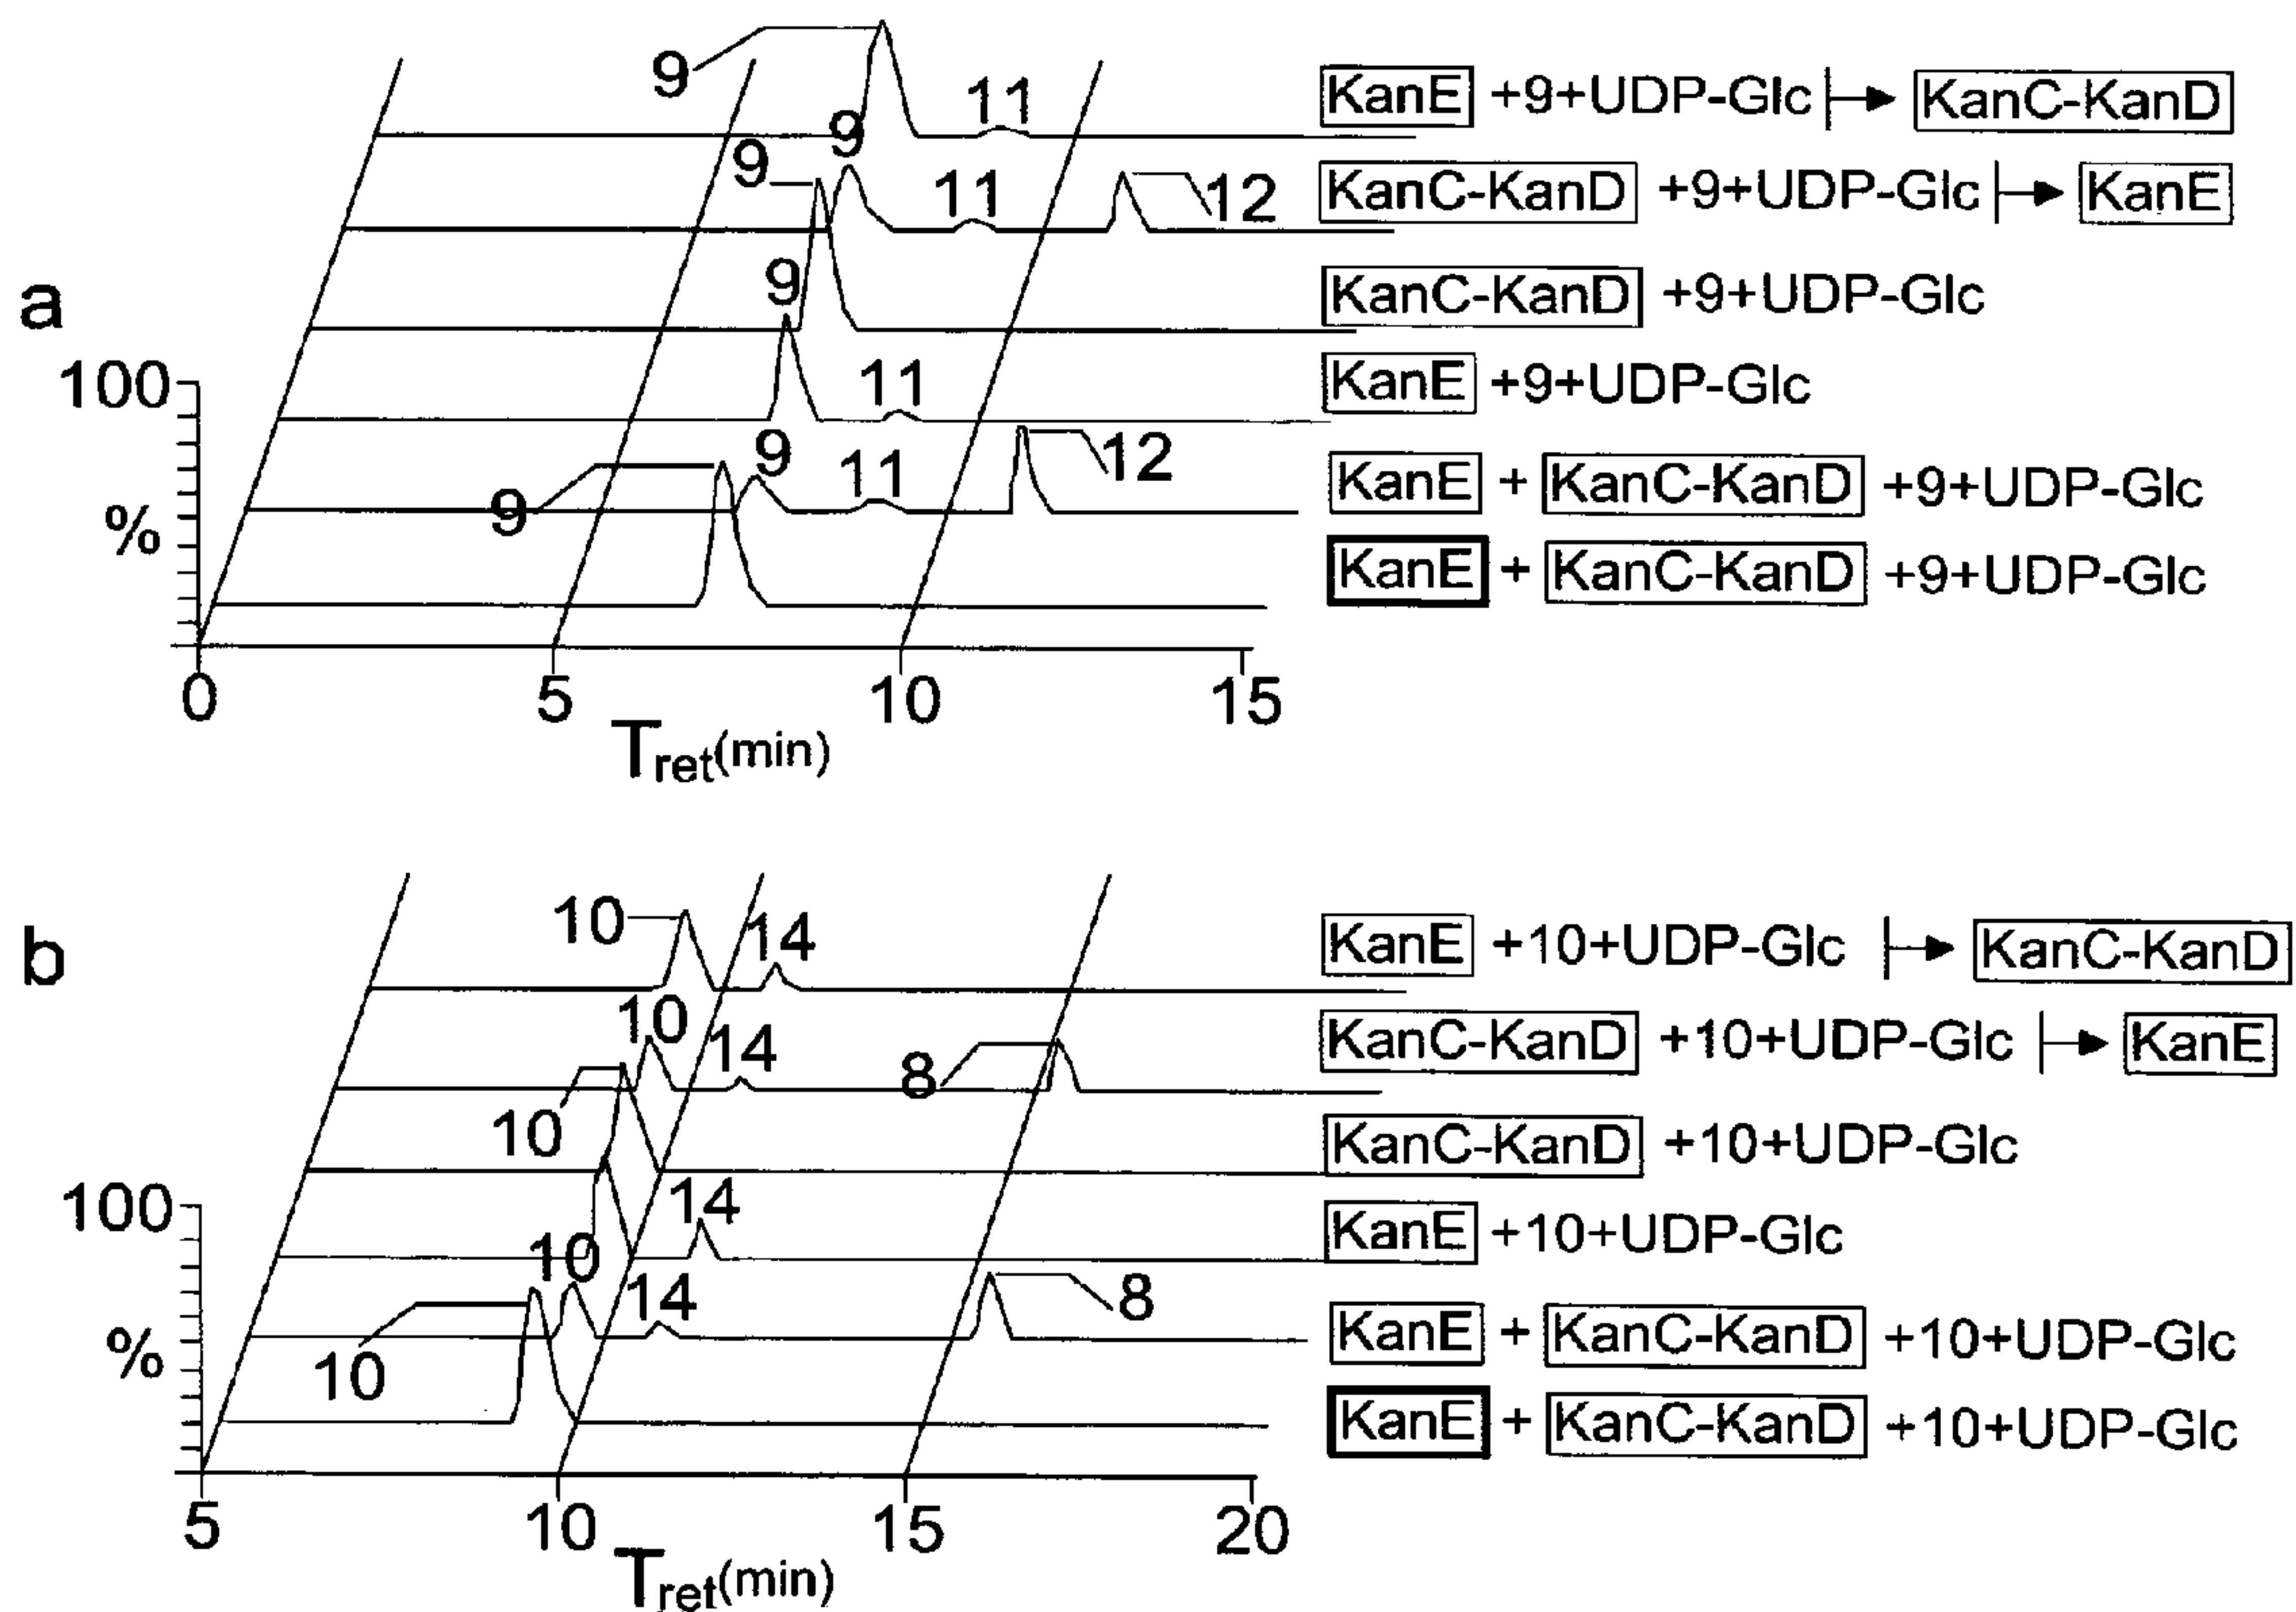 9
11
KanE +9+UDP-Glc KanC-KanD
9
9
11
12
KanC-KanD +9+UDP-Glc KanE
a
9
KanC-KanD +9+UDP-Glc
100
11
KanE +9+UDP-Glc
9
9
11
12
KanE + KanC-KanD +9+UDP-Glc
%
KanE + KanC-KanD +9+UDP-Glc
0 5 10 15
Tret(min)
b
10
14
KanE +10+UDP-Glc KanC-KanD
10
14
8
KanC-KanD +10+UDP-Glc KanE
10
KanC-KanD +10+UDP-Glc
100
10
14
KanE +10+UDP-Glc
14
8
KanE + KanC-KanD +10+UDP-Glc
%
10
KanE + KanC-KanD +10+UDP-Glc
5 10 15 20
Tret(min)